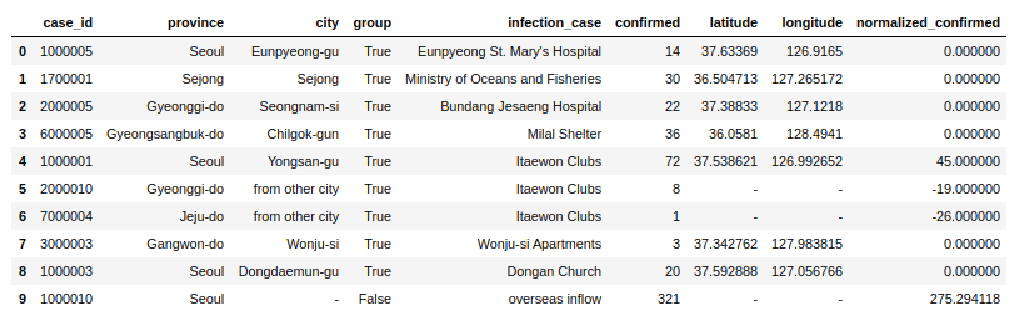 case_id province city group infection_case confirmed latitude longitude normalized_confirmed
0 1000005 Seoul Eunpyeong-gu True Eunpyeong St. Mary's Hospital 14 37.63369 126.9165 0.000000
1 1700001 Sejong Sejong True Ministry of Oceans and Fisheries 30 36.504713 127.265172 0.000000
2 2000005 Gyeonggi-do Seongnam-si True Bundang Jesaeng Hospital 22 37.38833 127.1218 0.000000
3 6000005 Gyeongsangbuk-do Chilgok-gun True Milal Shelter 36 36.0581 128.4941 0.000000
4 1000001 Seoul Yongsan-gu True Itaewon Clubs 72 37.538621 126.992652 45.000000
5 2000010 Gyeonggi-do from other city True Itaewon Clubs 8 - - -19.000000
6 7000004 Jeju-do from other city True Itaewon Clubs 1 - - -26.000000
7 3000003 Gangwon-do Wonju-si True Wonju-si Apartments 3 37.342762 127.983815 0.000000
8 1000003 Seoul Dongdaemun-gu True Dongan Church 20 37.592888 127.056766 0.000000
9 1000010 Seoul - False overseas inflow 321 - - 275.294118